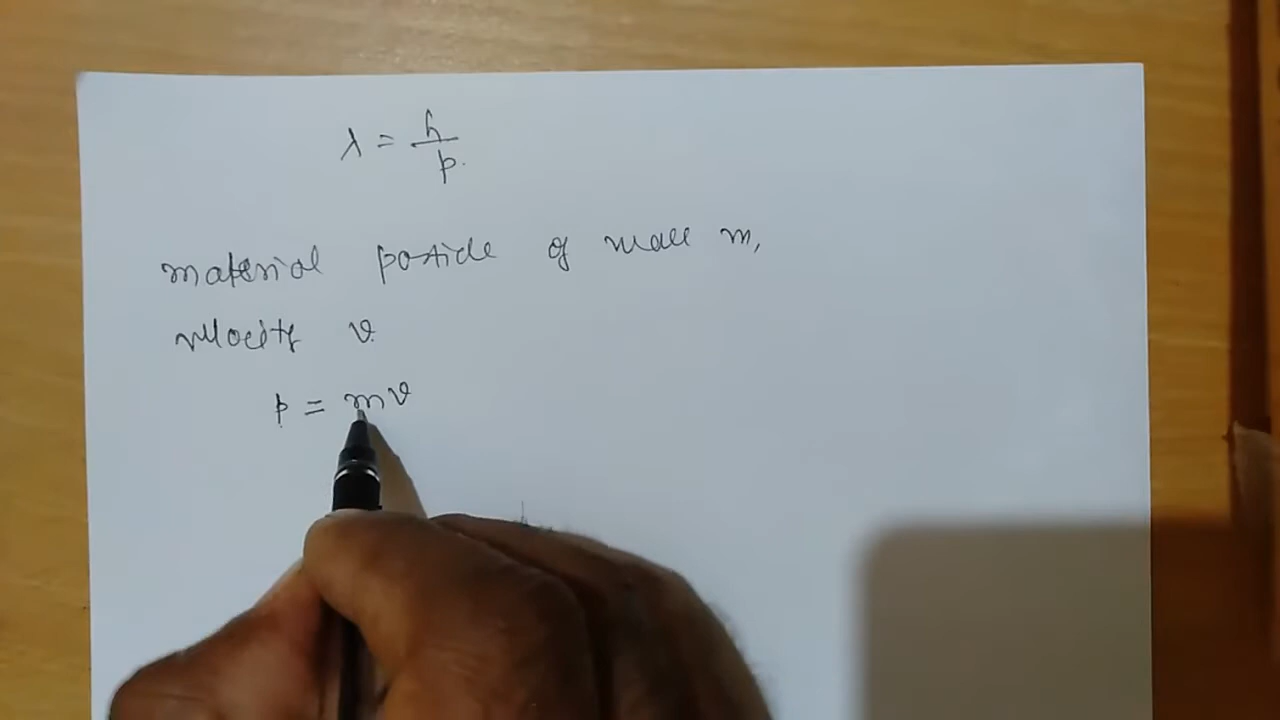 λ = h/p.
material particle of mass m,
velocity v.
p = mv